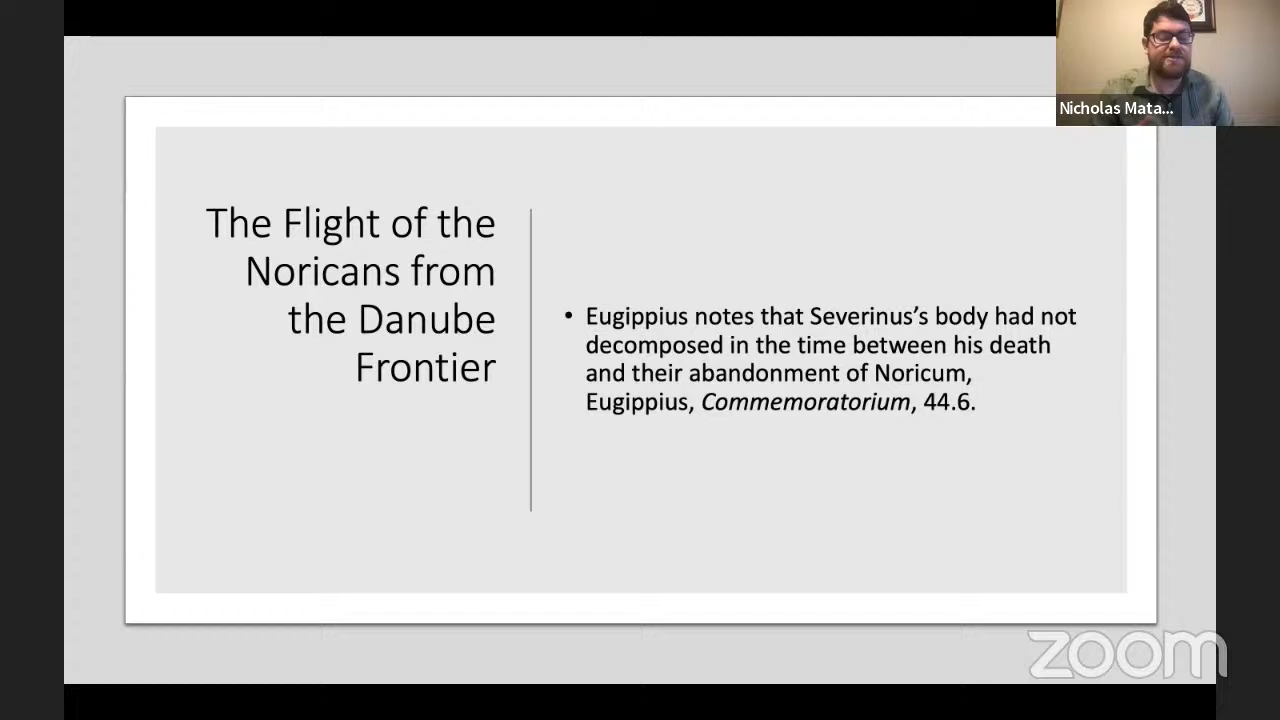 Nicholas Mata...
The Flight of the
Noricans from
the Danube
Frontier
• Eugippius notes that Severinus’s body had not
decomposed in the time between his death
and their abandonment of Noricum,
Eugippius, Commemoratorium, 44.6.
zoom